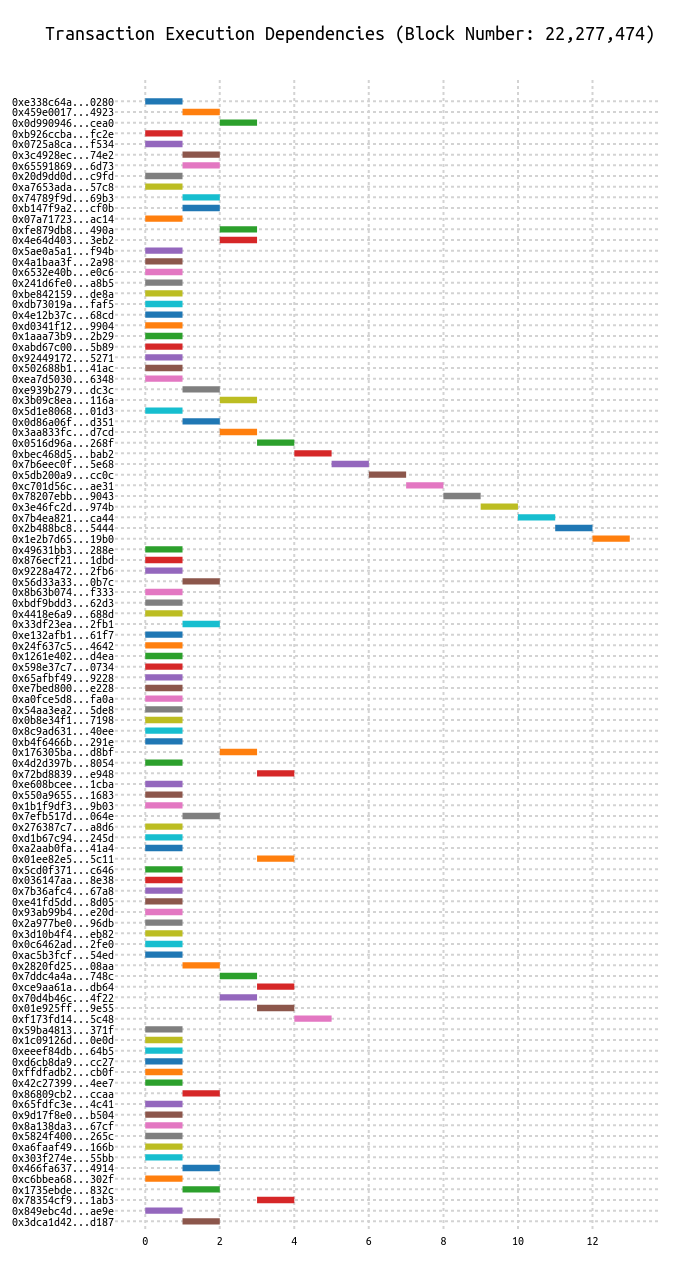 Transaction Execution Dependencies (Block Number: 22,277,474)
0xe338c64a...0280
0x459e0017...4923
0x0d990946...cea0
0xb926ccba...fc2e
0x0725a8ca...f534
0x3c4928ec...74e2
0x65591869...6d73
0x20d9dd0d...c9fd
0xa7653ada...57c8
0x74789f9d...69b3
0xb147f9a2...cf0b
0x07a71723...ac14
0xfe879db8...490a
0x4e64d403...3eb2
0x5ae0a5a1...f94b
0x4a1baa3f...2a98
0x6532e40b...e0c6
0x241d6fe0...a8b5
0xbe842159...de8a
0xdb73019a...faf5
0x4e12b37c...68cd
0xd0341f12...9904
0x1aaa73b9...2b29
0xabd67c00...5b89
0x92449172...5271
0x502688b1...41ac
0xea7d5030...6348
0xe939b279...dc3c
0x3b09c8ea...116a
0x5d1e8068...01d3
0x0d86a06f...d351
0x3aa833fc...d7cd
0x0516d96a...268f
0xbec468d5...bab2
0x7b6eec0f...5e68
0x5db200a9...cc0c
0xc701d56c...ae31
0x78207ebb...9043
0x3e46fc2d...974b
0x7b4ea821...ca44
0x2b488bc8...5444
0x1e2b7d65...19b0
0x49631bb3...288e
0x876ecf21...1dbd
0x9228a472...2fb6
0x56d33a33...0b7c
0x8b63b074...f333
0xbdf9bdd3...62d3
0x4418e6a9...688d
0x33df23ea...2fb1
0xe132afb1...61f7
0x24f637c5...4642
0x1261e402...d4ea
0x598e37c7...0734
0x65afbf49...9228
0xe7bed800...e228
0xa0fce5d8...fa0a
0x54aa3ea2...5de8
0x0b8e34f1...7198
0x8c9ad631...40ee
0xb4f6466b...291e
0x176305ba...d8bf
0x4d2d397b...8054
0x72bd8839...e948
0xe608bcee...1cba
0x550a9655...1683
0x1b1f9df3...9b03
0x7efb517d...064e
0x276387c7...a8d6
0xd1b67c94...245d
0xa2aab0fa...41a4
0x01ee82e5...5c11
0x5cd0f371...c646
0x036147aa...8e38
0x7b36afc4...67a8
0xe41fd5dd...8d05
0x93ab99b4...e20d
0x2a977be0...96db
0x3d10b4f4...eb82
0x0c6462ad...2fe0
0xac5b3fcf...54ed
0x2820fd25...08aa
0x7ddc4a4a...748c
0xce9aa61a...db64
0x70d4b46c...4f22
0x01e925ff...9e55
0xf173fd14...5c48
0x59ba4813...371f
0x1c09126d...0e0d
0xeeef84db...64b5
0xd6cb8da9...cc27
0xffdfadb2...cb0f
0x42c27399...4ee7
0x86809cb2...ccaa
0x65fdfc3e...4c41
0x9d17f8e0...b504
0x8a138da3...67cf
0x5824f400...265c
0xa6faaf49...166b
0x303f274e...55bb
0x466fa637...4914
0xc6bbea68...302f
0x1735ebde...832c
0x78354cf9...1ab3
0x849ebc4d...ae9e
0x3dca1d42...d187
0 2 4 6 8 10 12